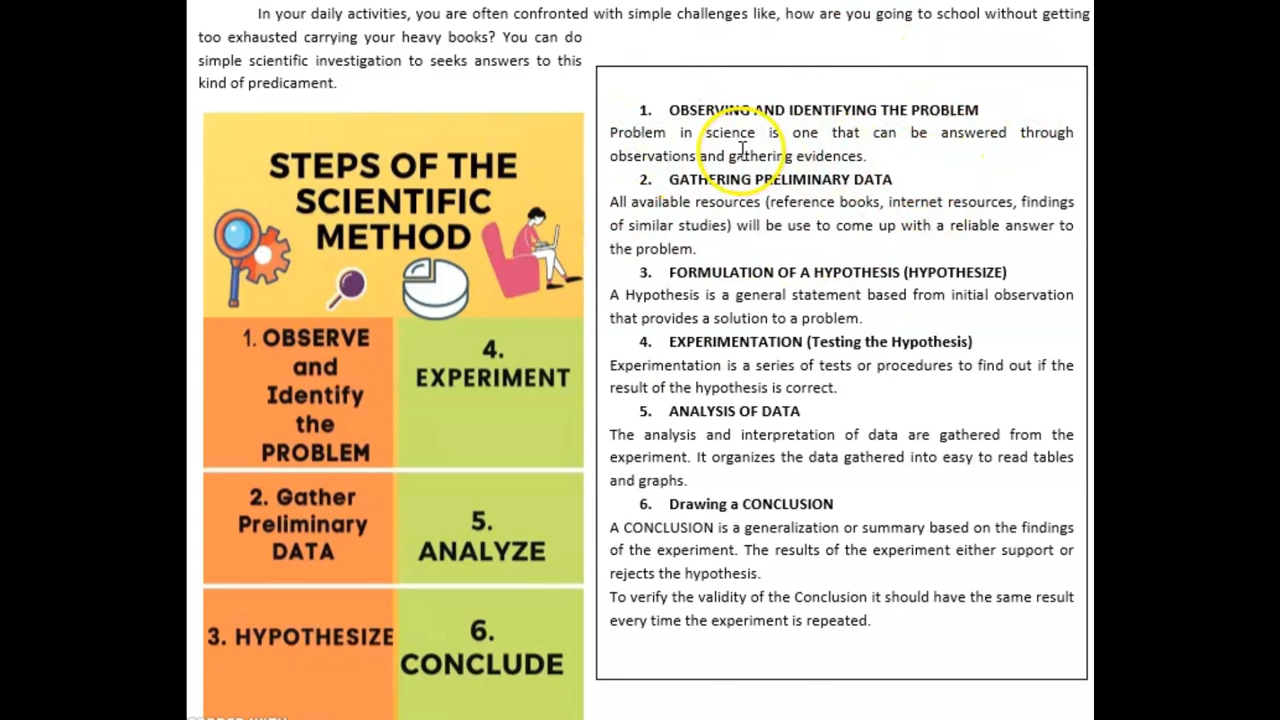 In your daily activities, you are often confronted with simple challenges like, how are you going to school without getting
too exhausted carrying your heavy books? You can do
simple scientific investigation to seeks answers to this
kind of predicament.
STEPS OF THE
SCIENTIFIC
METHOD
1. OBSERVE
and
Identify
the
PROBLEM
4.
EXPERIMENT
2. Gather
Preliminary
DATA
5.
ANALYZE
3. HYPOTHESIZE
6.
CONCLUDE
1. OBSERVING AND IDENTIFYING THE PROBLEM
Problem in science is one that can be answered through
observations and gathering evidences.
2. GATHERING PRELIMINARY DATA
All available resources (reference books, internet resources, findings
of similar studies) will be use to come up with a reliable answer to
the problem.
3. FORMULATION OF A HYPOTHESIS (HYPOTHESIZE)
A Hypothesis is a general statement based from initial observation
that provides a solution to a problem.
4. EXPERIMENTATION (Testing the Hypothesis)
Experimentation is a series of tests or procedures to find out if the
result of the hypothesis is correct.
5. ANALYSIS OF DATA
The analysis and interpretation of data are gathered from the
experiment. It organizes the data gathered into easy to read tables
and graphs.
6. Drawing a CONCLUSION
A CONCLUSION is a generalization or summary based on the findings
of the experiment. The results of the experiment either support or
rejects the hypothesis.
To verify the validity of the Conclusion it should have the same result
every time the experiment is repeated.